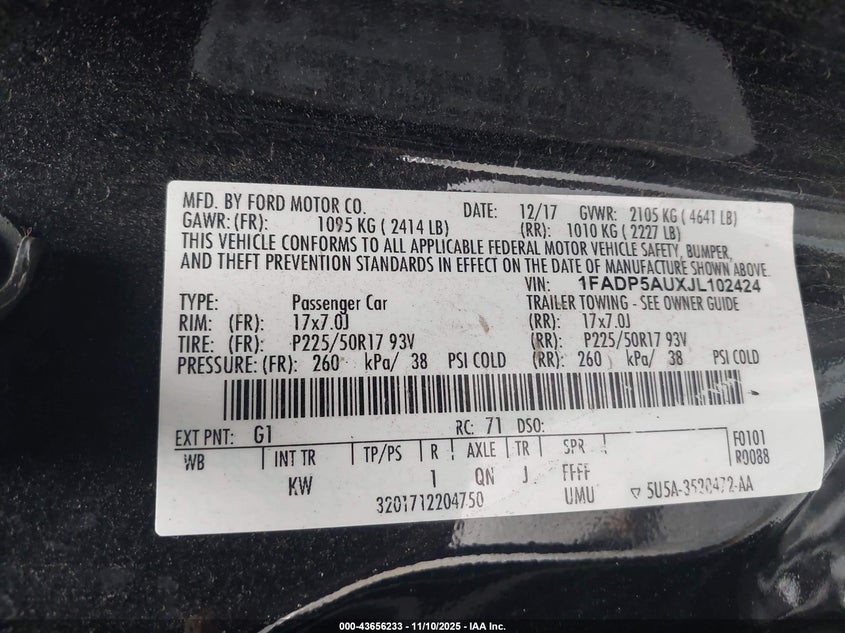 MFD. BY FORD MOTOR CO. DATE: 12/17 GVWR: 2105 KG ( 4641 LB)
GAWR: (FR): 1095 KG ( 2414 LB) (RR): 1010 KG ( 2227 LB)
THIS VEHICLE CONFORMS TO ALL APPLICABLE FEDERAL MOTOR VEHICLE SAFETY, BUMPER,
AND THEFT PREVENTION STANDARDS IN EFFECT ON THE DATE OF MANUFACTURE SHOWN ABOVE.
VIN: 1FADP5AUXJL102424
TYPE: Passenger Car TRAILER TOWING - SEE OWNER GUIDE
RIM: (FR): 17x7.0J (RR): 17x7.0J
TIRE: (FR): P225/50R17 93V (RR): P225/50R17 93V
PRESSURE: (FR): 260 kPa/ 38 PSI COLD (RR): 260 kPa/ 38 PSI COLD
EXT PNT: G1 RC: 71 DSO:
WB INT TR TP/PS R AXLE TR SPR F0101
R0088
KW 1 QN J FFFF
3201712204750 UMU
000-43656233 - 11/10/2025 - IAA Inc.